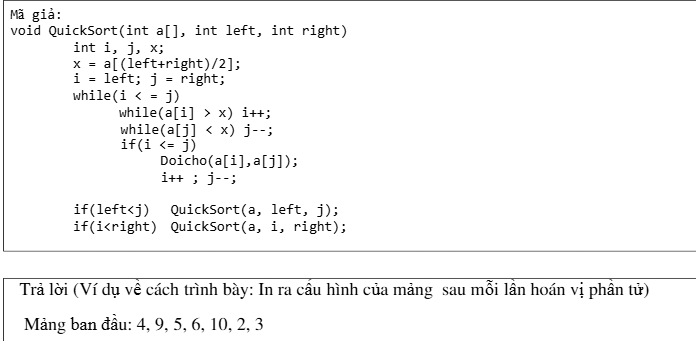 Mã giả:
void QuickSort(int a[], int left, int right)
int i, j, x;
x = a[(left+right)/2];
i = left; j = right;
while(i < = j)
while(a[i] > x) i++;
while(a[j] < x) j--;
if(i <= j)
Doicho(a[i],a[j]);
i++ ; j--;
if(left<j) QuickSort(a, left, j);
if(i<right) QuickSort(a, i, right);
Trả lời (Ví dụ về cách trình bày: In ra cấu hình của mảng sau mỗi lần hoán vị phần tử)
Mảng ban đầu: 4, 9, 5, 6, 10, 2, 3